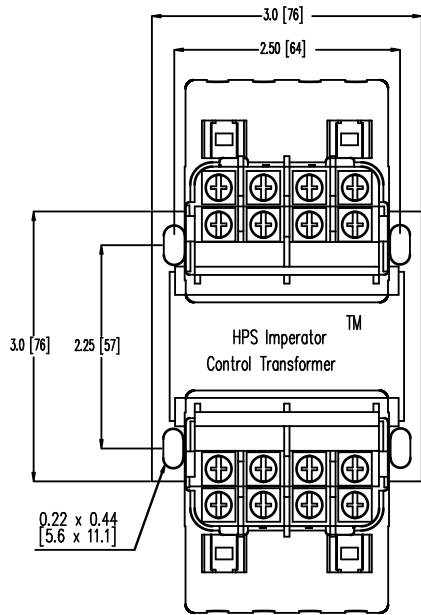 3.0 [76]
2.50 [64]
3.0 [76]
2.25 [57]
HPS Imperator TM
Control Transformer
0.22 x 0.44
[5.6 x 11.1]